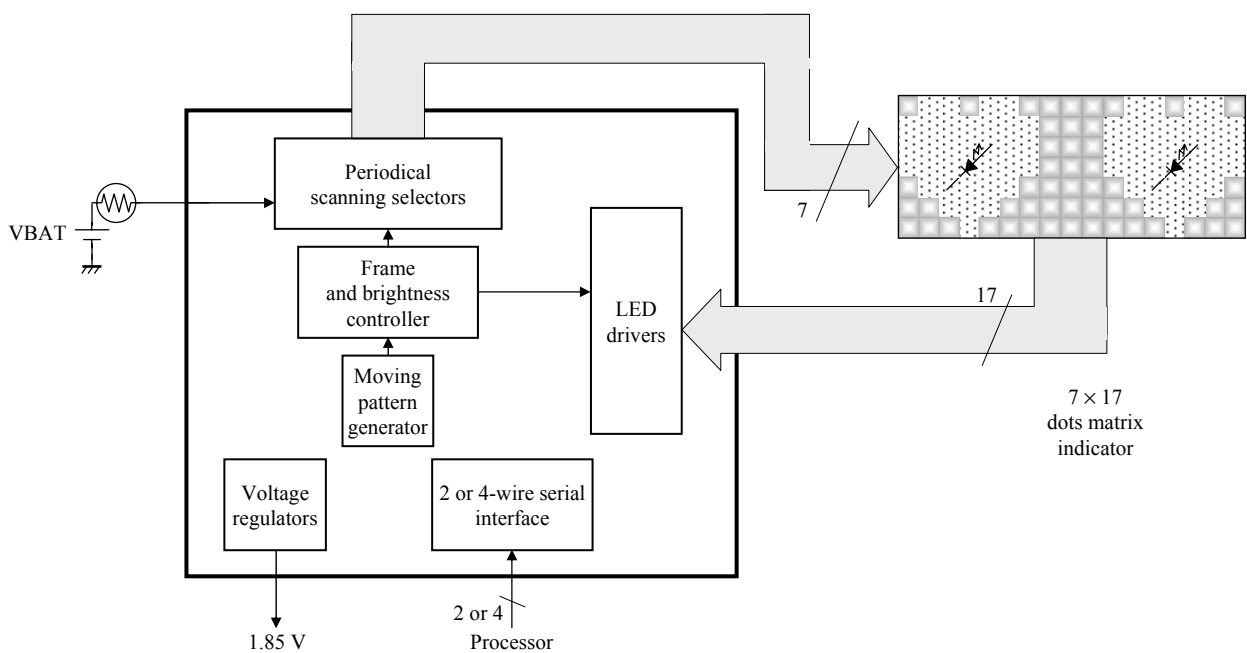 Periodical
scanning selectors
7
VBAT
Frame
and brightness
controller
LED
drivers
17
Moving
pattern
generator
7 × 17
dots matrix
indicator
Voltage
regulators
2 or 4-wire serial
interface
2 or 4
1.85 V
Processor